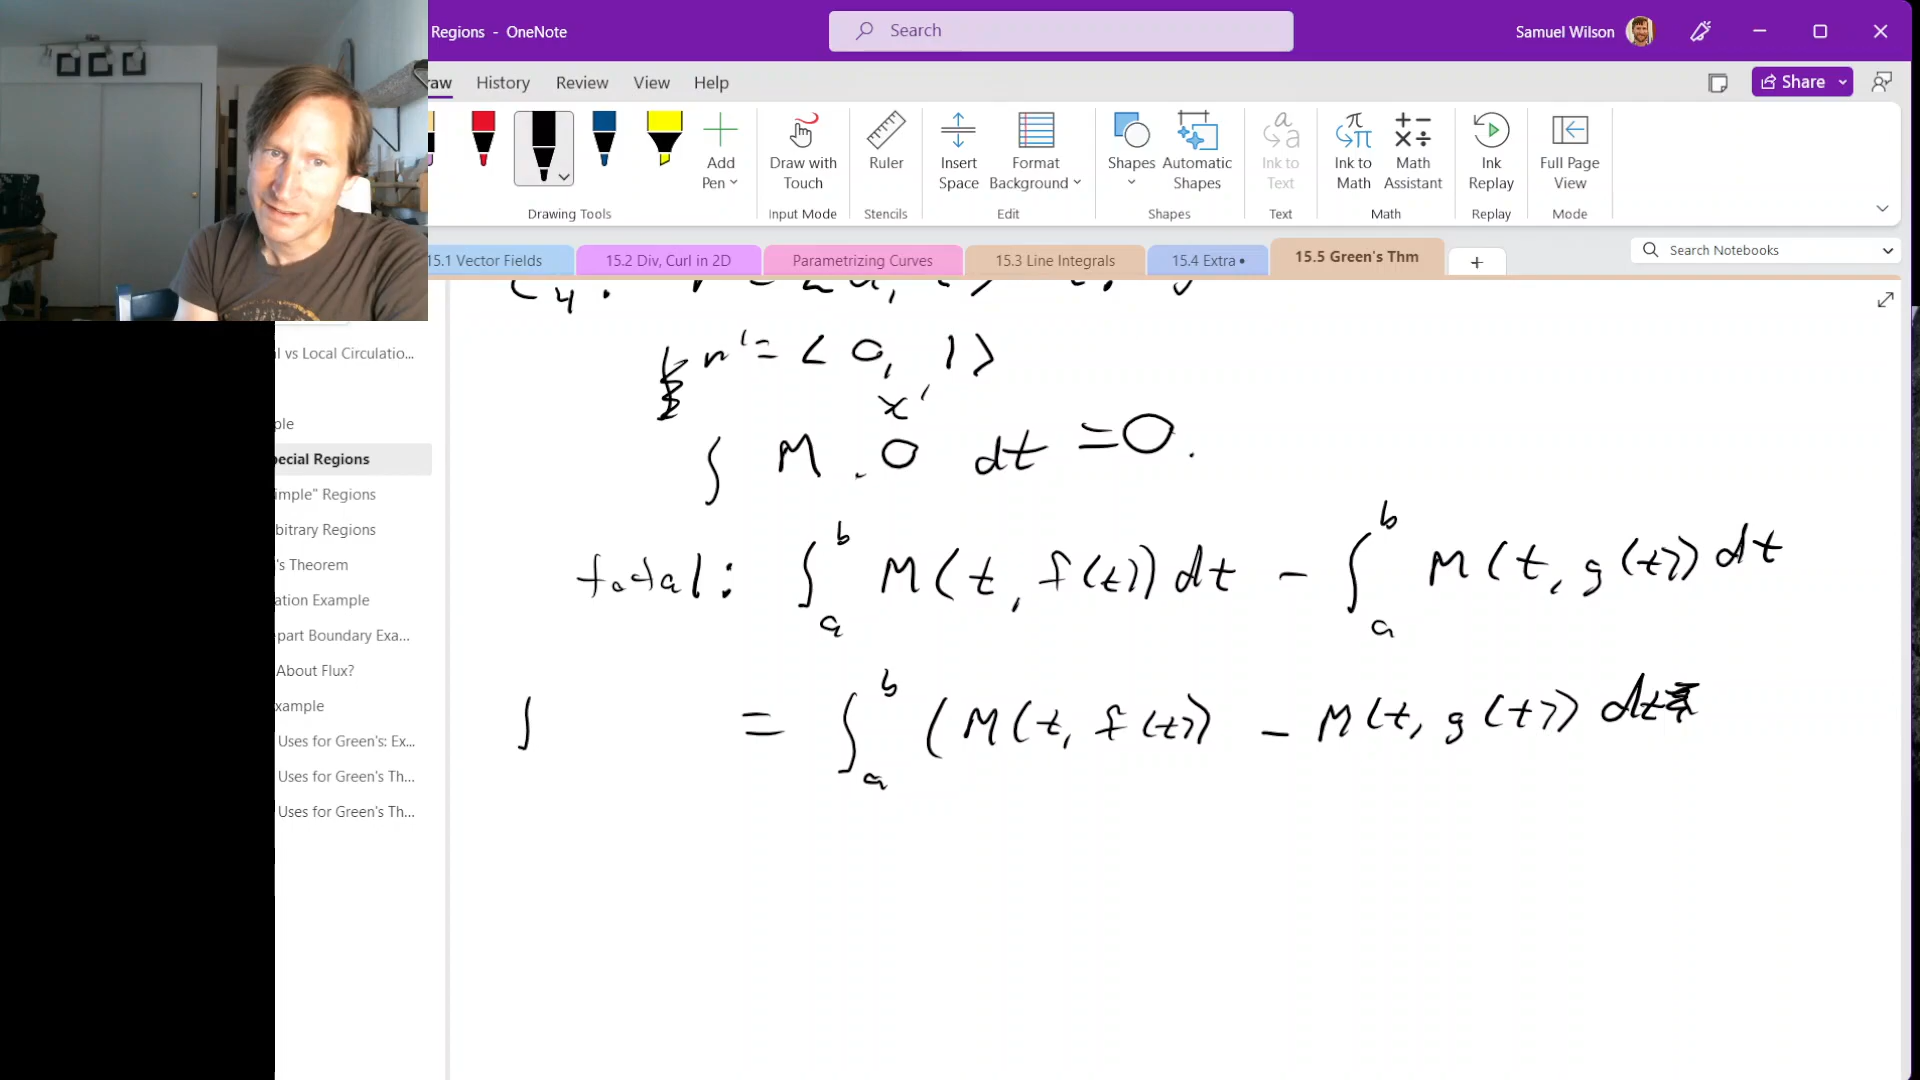 Regions - OneNote
Search
Samuel Wilson
aw History Review View Help
Share
Add Pen
Draw with Touch
Ruler
Insert Space
Format Background
Shapes
Automatic Shapes
Ink to Text
Ink to Math
Math Assistant
Ink Replay
Full Page View
Drawing Tools
Input Mode
Stencils
Edit
Shapes
Text
Math
Replay
Mode
15.1 Vector Fields
15.2 Div, Curl in 2D
Parametrizing Curves
15.3 Line Integrals
15.4 Extra •
15.5 Green's Thm
+
Search Notebooks
l vs Local Circulatio...
ple
pecial Regions
imple" Regions
bitrary Regions
's Theorem
ation Example
part Boundary Exa...
About Flux?
xample
Uses for Green's: Ex...
Uses for Green's Th...
Uses for Green's Th...
r' = < 0, 1 >
x'
∫ M . 0 dt = 0.
total: ∫_a^b M(t, f(t)) dt - ∫_a^b M(t, g(t)) dt
∫ = ∫_a^b (M(t, f(t)) - M(t, g(t)) dt